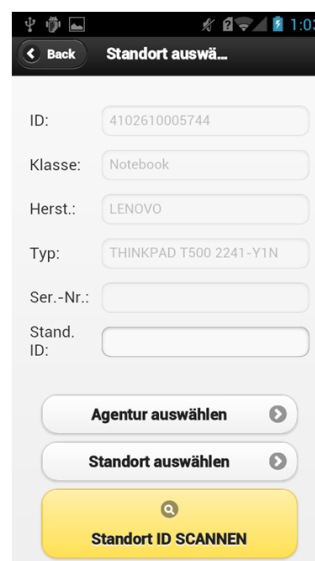 1:03
Back
Standort auswä...
ID:
4102610005744
Klasse:
Notebook
Herst.:
LENOVO
Typ:
THINKPAD T500 2241-Y1N
Ser.-Nr.:
Stand.
ID:
Agentur auswählen
Standort auswählen
Standort ID SCANNEN